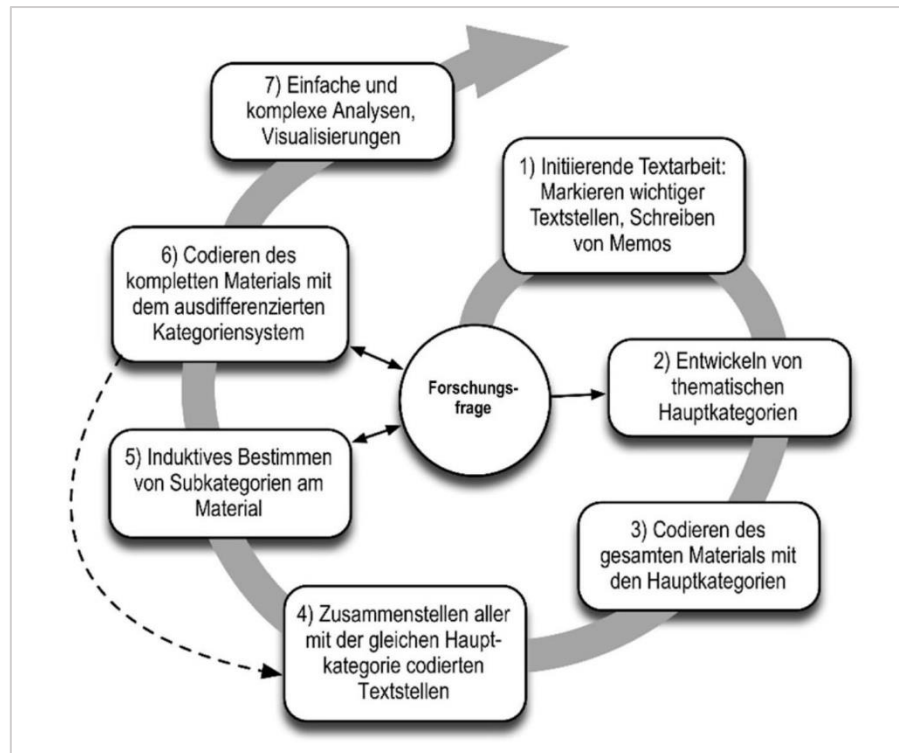 7) Einfache und
komplexe Analysen,
Visualisierungen
1) Initiierende Textarbeit:
Markieren wichtiger
Textstellen, Schreiben
von Memos
6) Codieren des
kompletten Materials mit
dem ausdifferenzierten
Kategoriensystem
Forschungs-
frage
2) Entwickeln von
thematischen
Hauptkategorien
5) Induktives Bestimmen
von Subkategorien am
Material
3) Codieren des
gesamten Materials mit
den Hauptkategorien
4) Zusammenstellen aller
mit der gleichen Haupt-
kategorie codierten
Textstellen